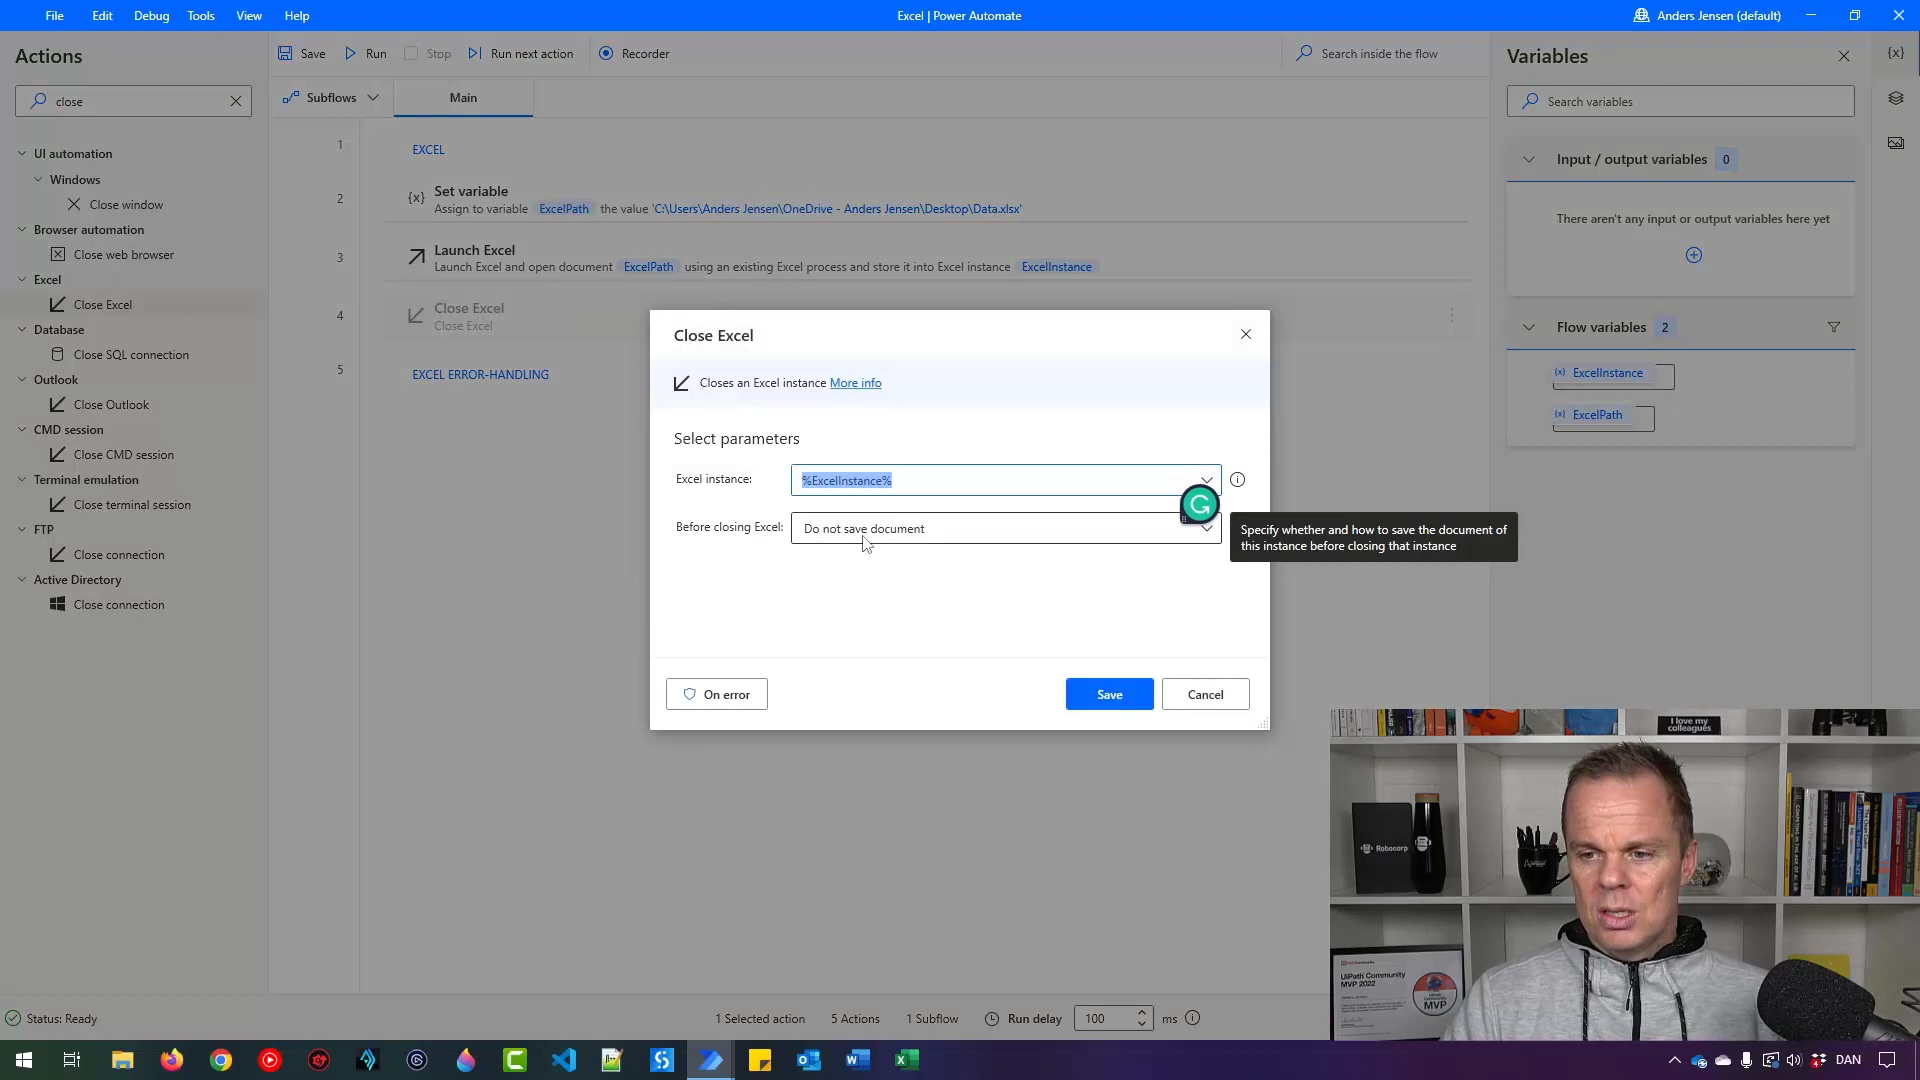 File Edit Debug Tools View Help
Excel | Power Automate
Anders Jensen (default)
Actions
close
UI automation
Windows
Close window
Browser automation
Close web browser
Excel
Close Excel
Database
Close SQL connection
Outlook
Close Outlook
CMD session
Close CMD session
Terminal emulation
Close terminal session
FTP
Close connection
Active Directory
Close connection
Save Run Stop Run next action Recorder
Search inside the flow
Subflows Main
1 EXCEL
2 {x} Set variable
Assign to variable ExcelPath the value 'C:\Users\Anders Jensen\OneDrive - Anders Jensen\Desktop\Data.xlsx'
3 Launch Excel
Launch Excel and open document ExcelPath using an existing Excel process and store it into Excel instance ExcelInstance
4 Close Excel
Close Excel
5 EXCEL ERROR-HANDLING
Close Excel
Closes an Excel instance More info
Select parameters
Excel instance: %ExcelInstance%
Before closing Excel: Do not save document
Specify whether and how to save the document of
this instance before closing that instance
On error
Save
Cancel
Variables
{x}
Search variables
Input / output variables 0
There aren't any input or output variables here yet
Flow variables 2
(x) ExcelInstance
(x) ExcelPath
I love my
colleagues
Robocorp
UiPath Community
MVP 2022
MVP
Status: Ready
1 Selected action 5 Actions 1 Subflow Run delay 100 ms
DAN